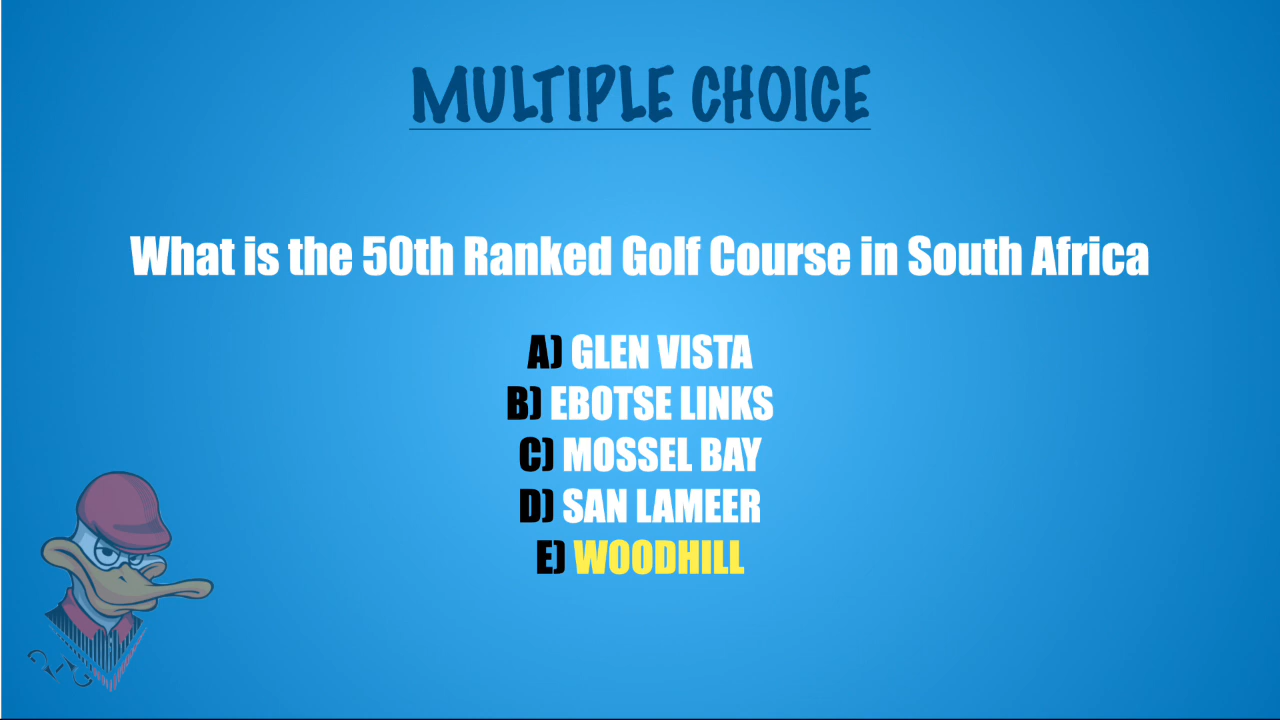 MULTIPLE CHOICE
What is the 50th Ranked Golf Course in South Africa
A) GLEN VISTA
B) EBOTSE LINKS
C) MOSSEL BAY
D) SAN LAMEER
E) WOODHILL